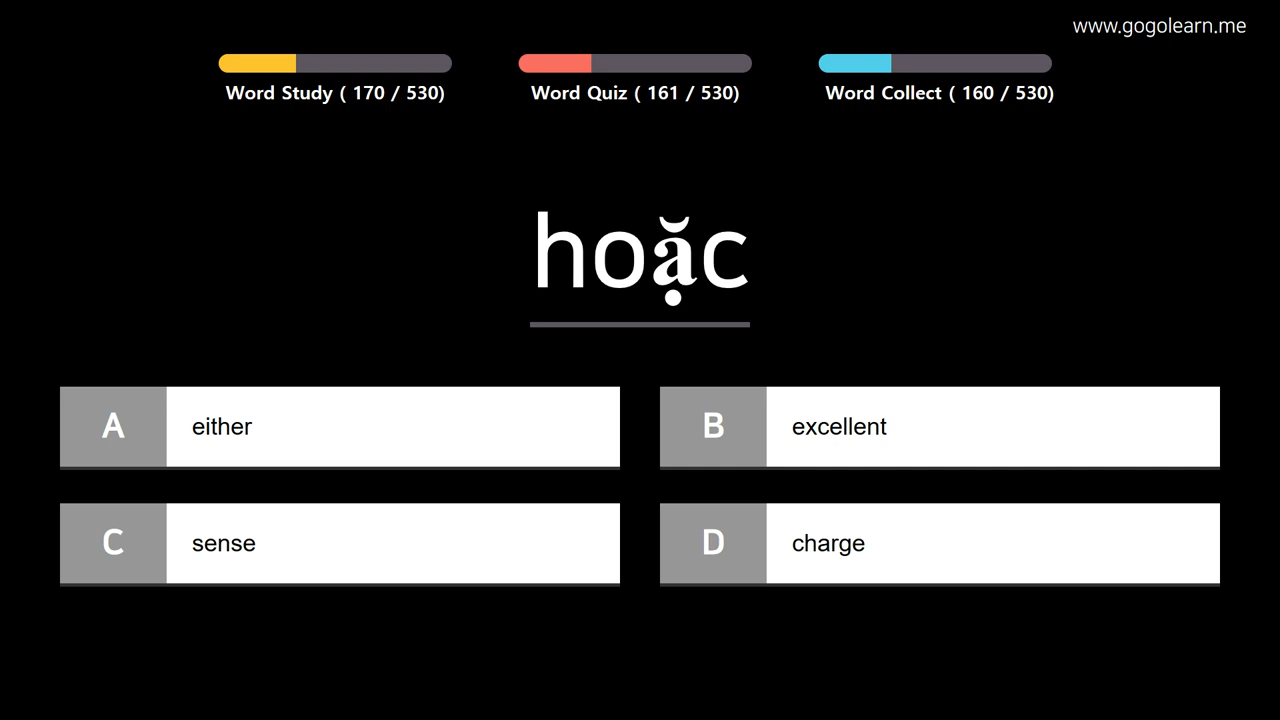 www.gogolearn.me
Word Study ( 170 / 530)
Word Quiz ( 161 / 530)
Word Collect ( 160 / 530)
hoặc
A either
B excellent
C sense
D charge